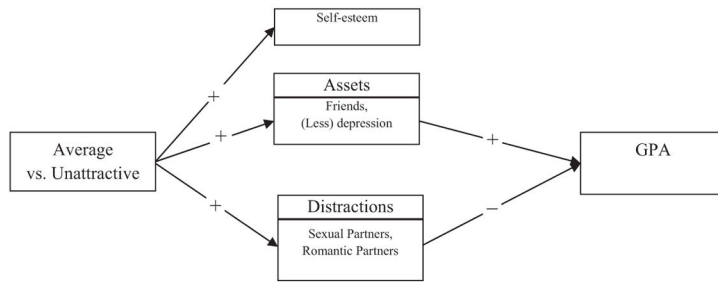 Self-esteem
+
Assets
Friends,
(Less) depression
+
+
Average
vs. Unattractive
GPA
+
Distractions
−
Sexual Partners,
Romantic Partners